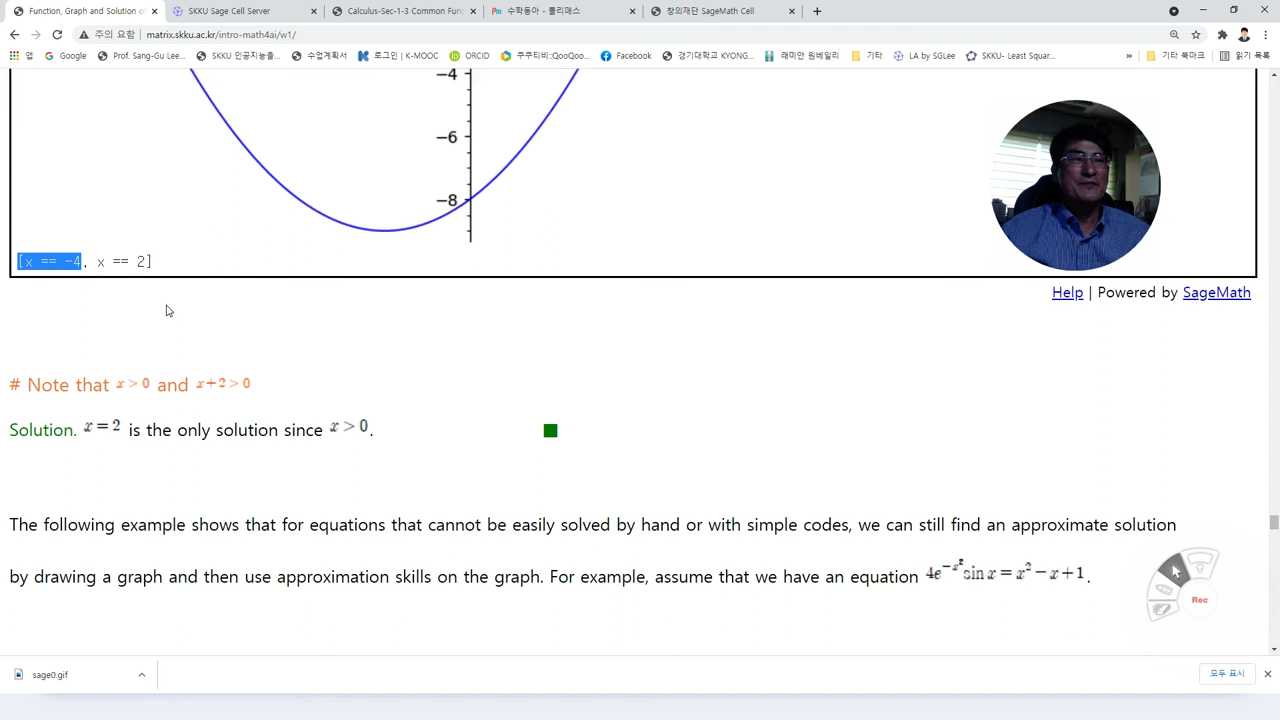 Function, Graph and Solution o
SKKU Sage Cell Server
Calculus-Sec-1-3 Common Fun
수학동아 - 폴리매스
창의재단 SageMath Cell
주의 요함 | matrix.skku.ac.kr/intro-math4ai/w1/
앱 Google Prof. Sang-Gu Lee... SKKU 인공지능을... 수업계획서 로그인 | K-MOOC ORCID 쿠쿠비비::QooQoo... Facebook 경기대학교 KYONG... 래미안 원베일리 기타 LA by SGLee SKKU- Least Squar... » 기타 북마크 읽기 목록
−4
−6
−8
[x == -4, x == 2]
Help | Powered by SageMath
# Note that x>0 and x+2>0
Solution. x=2 is the only solution since x>0.
The following example shows that for equations that cannot be easily solved by hand or with simple codes, we can still find an approximate solution
by drawing a graph and then use approximation skills on the graph. For example, assume that we have an equation 4e^{-x^2} sin x = x^2 − x + 1.
Rec
sage0.gif
모두 표시